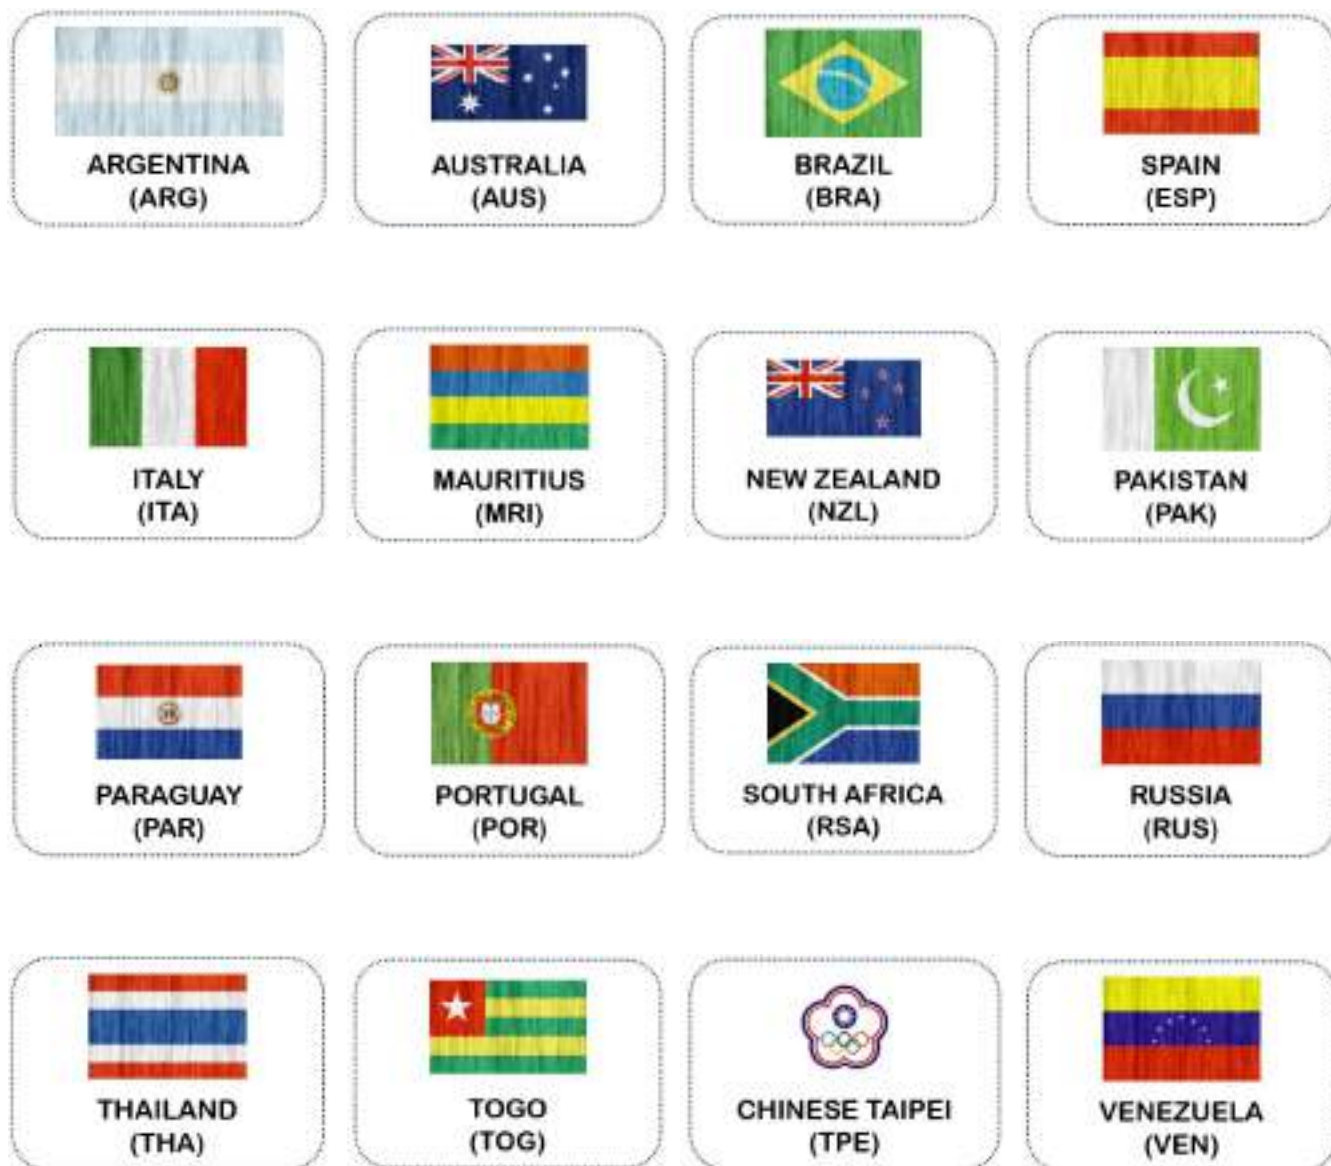 ARGENTINA
(ARG)
AUSTRALIA
(AUS)
BRAZIL
(BRA)
SPAIN
(ESP)
ITALY
(ITA)
MAURITIUS
(MRI)
NEW ZEALAND
(NZL)
PAKISTAN
(PAK)
PARAGUAY
(PAR)
PORTUGAL
(POR)
SOUTH AFRICA
(RSA)
RUSSIA
(RUS)
THAILAND
(THA)
TOGO
(TOG)
CHINESE TAIPEI
(TPE)
VENEZUELA
(VEN)